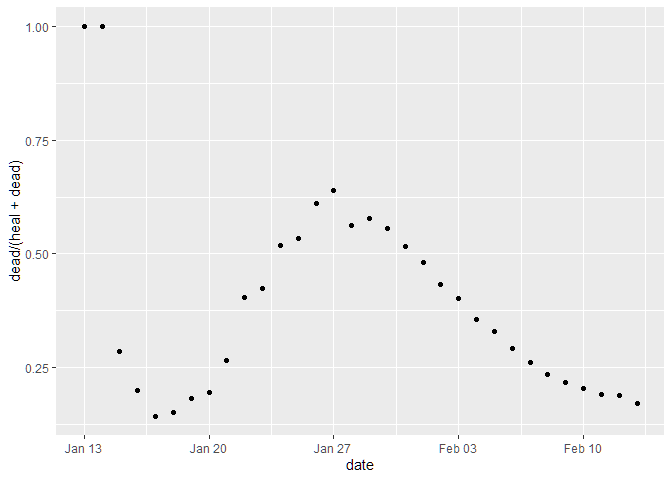 1.00
0.75
0.50
0.25
dead/(heal + dead)
Jan 13
Jan 20
Jan 27
Feb 03
Feb 10
date